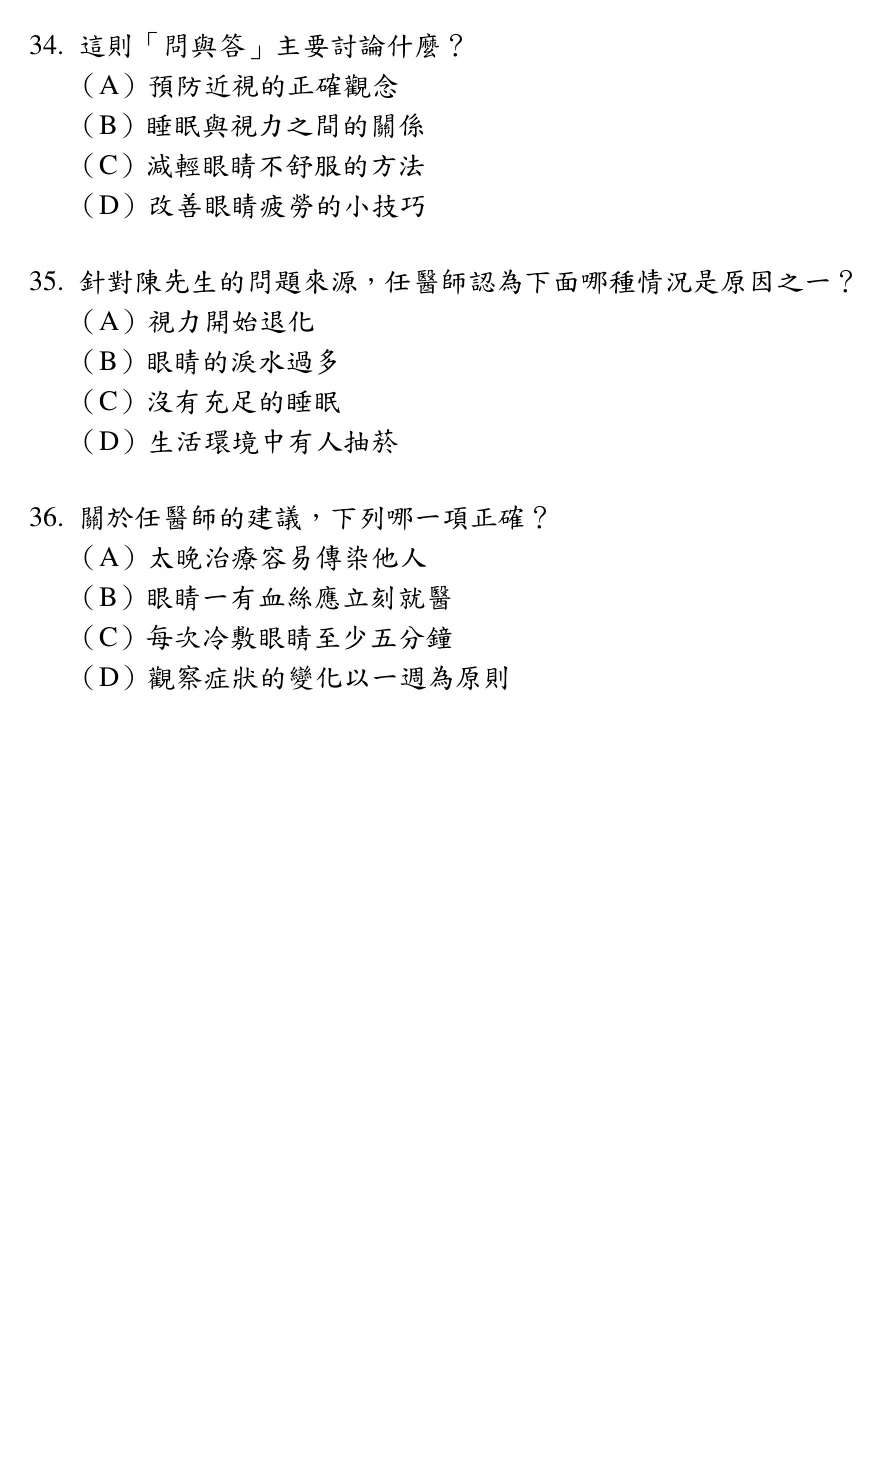 34. 這則「問與答」主要討論什麼？
（A）預防近視的正確觀念
（B）睡眠與視力之間的關係
（C）減輕眼睛不舒服的方法
（D）改善眼睛疲勞的小技巧
35. 針對陳先生的問題來源，任醫師認為下面哪種情況是原因之一？
（A）視力開始退化
（B）眼睛的淚水過多
（C）沒有充足的睡眠
（D）生活環境中有人抽菸
36. 關於任醫師的建議，下列哪一項正確？
（A）太晚治療容易傳染他人
（B）眼睛一有血絲應立刻就醫
（C）每次冷敷眼睛至少五分鐘
（D）觀察症狀的變化以一週為原則